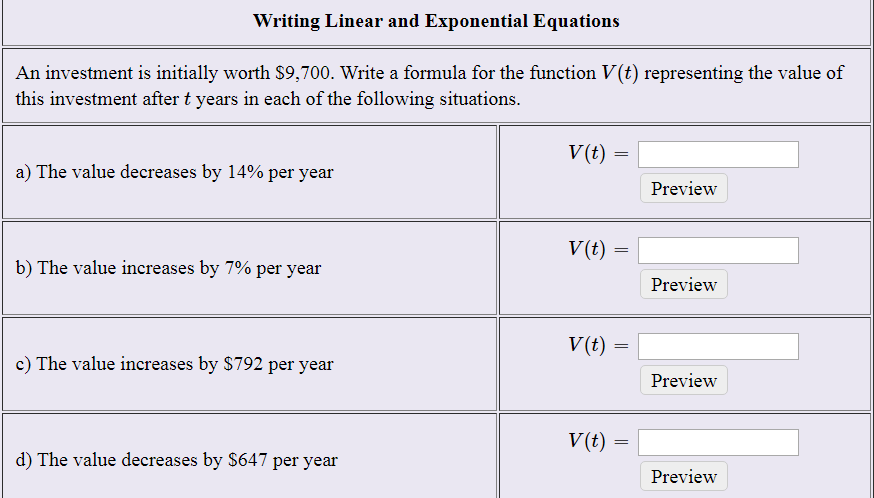 Writing Linear and Exponential Equations
An investment is initially worth $9,700. Write a formula for the function V(t) representing the value of
this investment after t years in each of the following situations.
a) The value decreases by 14% per year
V(t) =
Preview
b) The value increases by 7% per year
V(t) =
Preview
c) The value increases by $792 per year
V(t) =
Preview
d) The value decreases by $647 per year
V(t) =
Preview